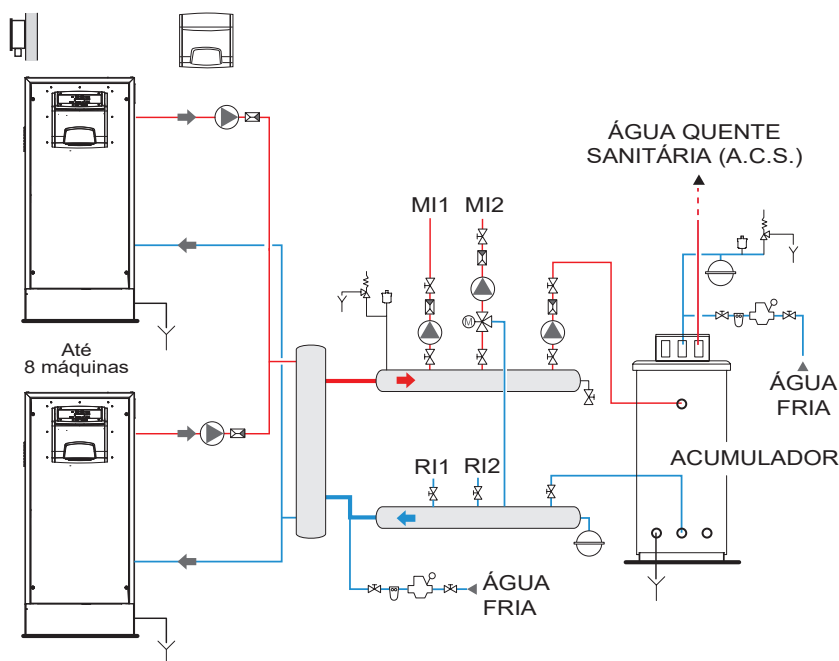 ÁGUA QUENTE
SANITÁRIA (A.C.S.)
MI1
MI2
M
Até
8 máquinas
ÁGUA
FRIA
RI1
RI2
ACUMULADOR
ÁGUA
FRIA